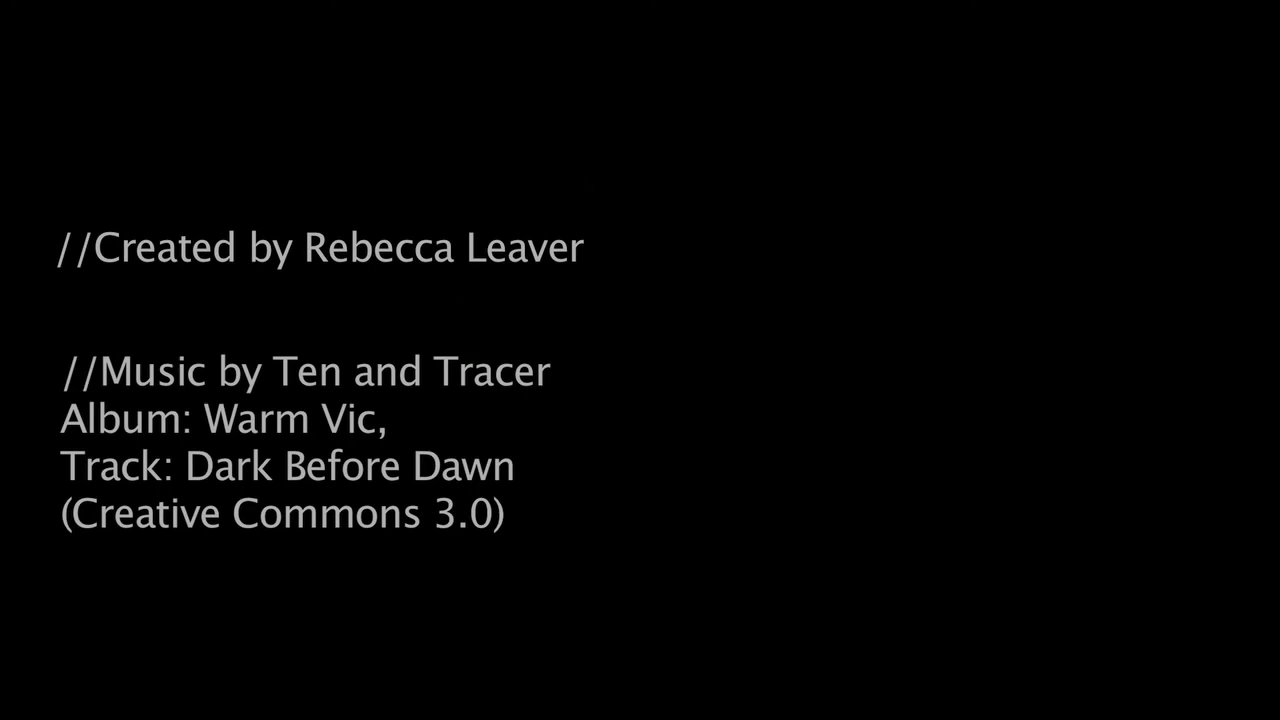 //Created by Rebecca Leaver
//Music by Ten and Tracer
Album: Warm Vic,
Track: Dark Before Dawn
(Creative Commons 3.0)